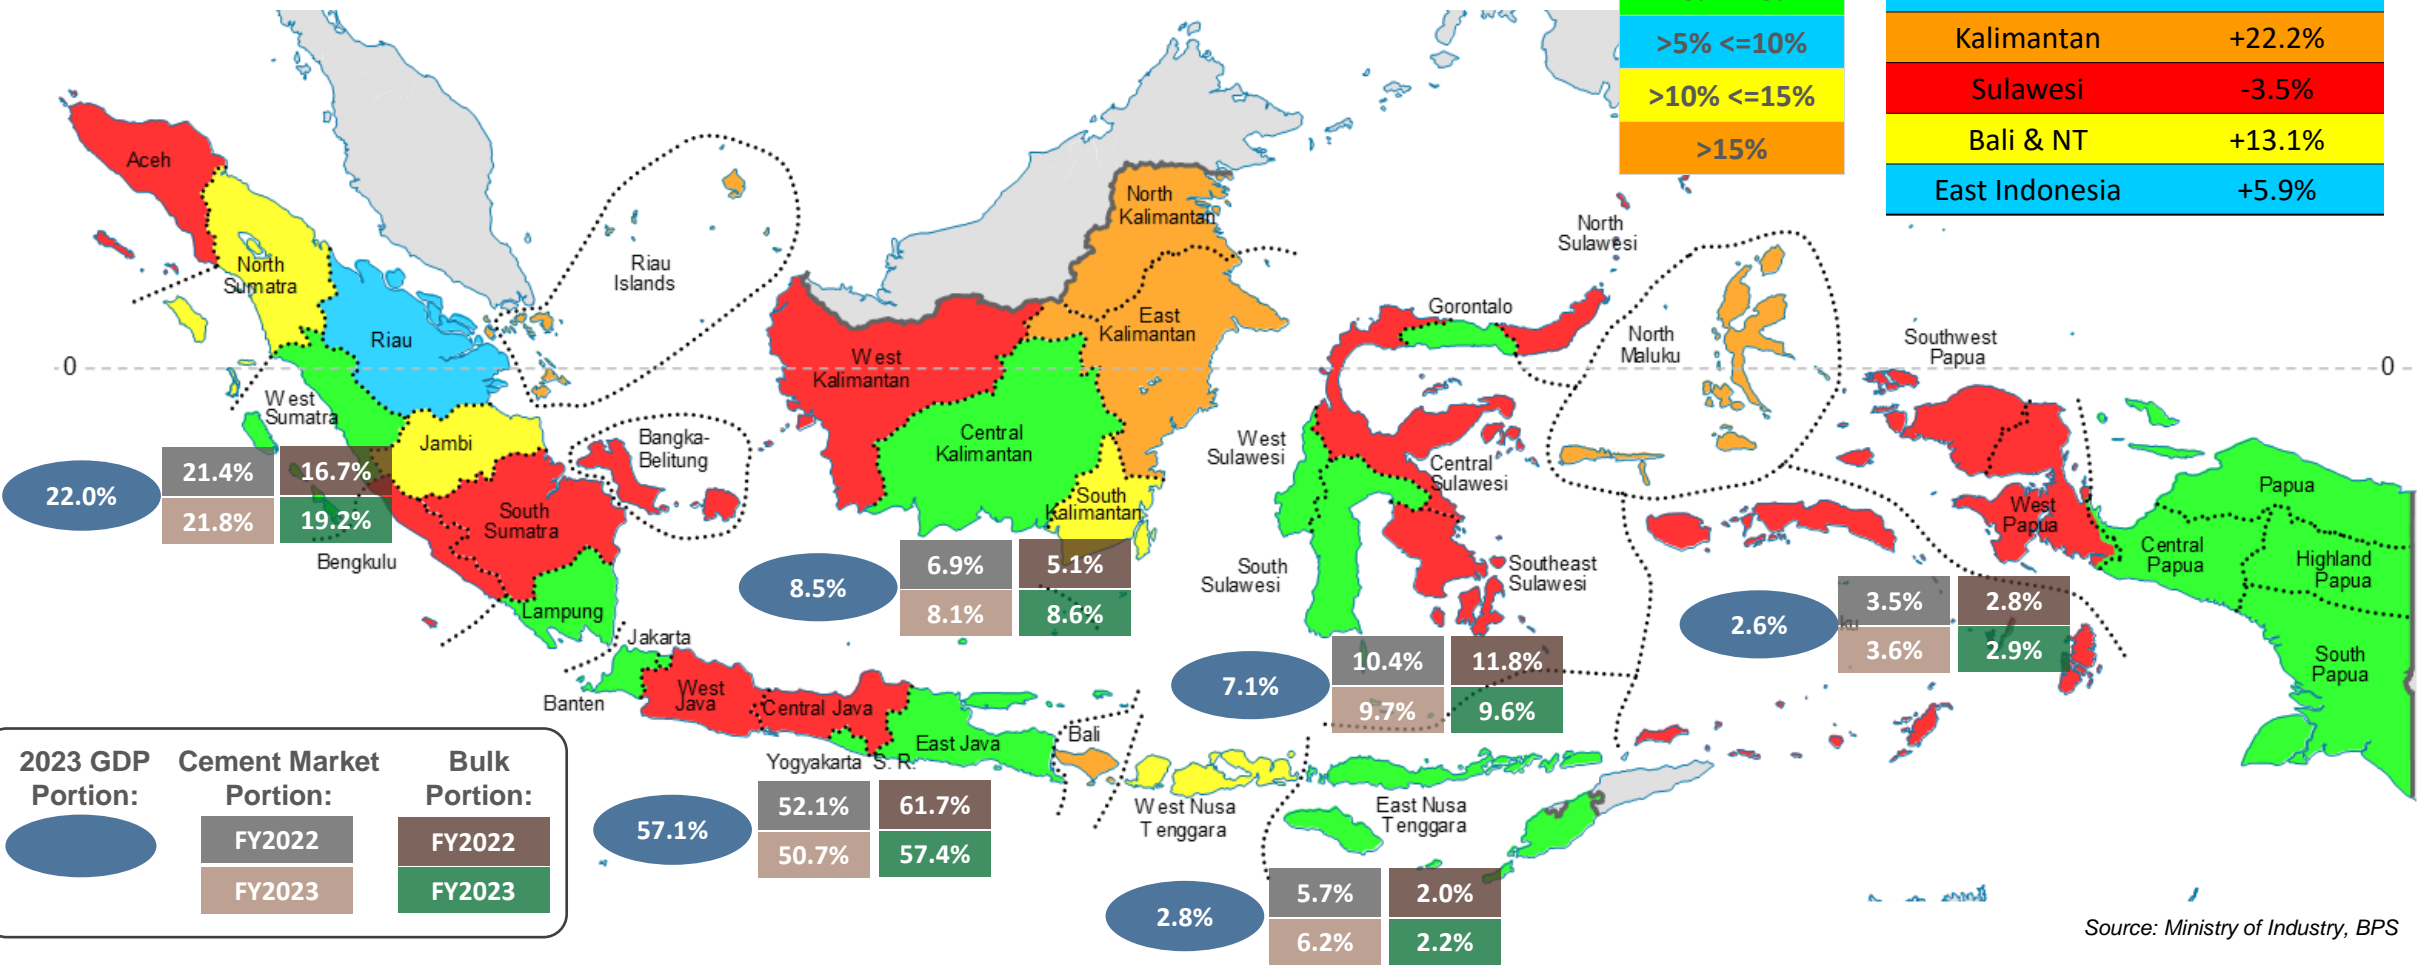 >5% <=10%
>10% <=15%
>15%
Kalimantan +22.2%
Sulawesi -3.5%
Bali & NT +13.1%
East Indonesia +5.9%
Aceh
North
Sumatra
Riau
Riau
Islands
West
Sumatra
Jambi
Bangka-
Belitung
South
Sumatra
Bengkulu
Lampung
0
0
North
Kalimantan
East
Kalimantan
West
Kalimantan
Central
Kalimantan
South
Kalimantan
North
Sulawesi
Gorontalo
West
Sulawesi
Central
Sulawesi
South
Sulawesi
Southeast
Sulawesi
North
Maluku
Southwest
Papua
West
Papua
Papua
Central
Papua
Highland
Papua
South
Papua
Jakarta
Banten
West
Java
Central Java
Yogyakarta S. R.
East Java
Bali
West Nusa
Tenggara
East Nusa
Tenggara
22.0%
21.4% 16.7%
21.8% 19.2%
8.5%
6.9% 5.1%
8.1% 8.6%
7.1%
10.4% 11.8%
9.7% 9.6%
2.6%
3.5% 2.8%
3.6% 2.9%
57.1%
52.1% 61.7%
50.7% 57.4%
2.8%
5.7% 2.0%
6.2% 2.2%
2023 GDP
Portion:
Cement Market
Portion:
FY2022
FY2023
Bulk
Portion:
FY2022
FY2023
Source: Ministry of Industry, BPS